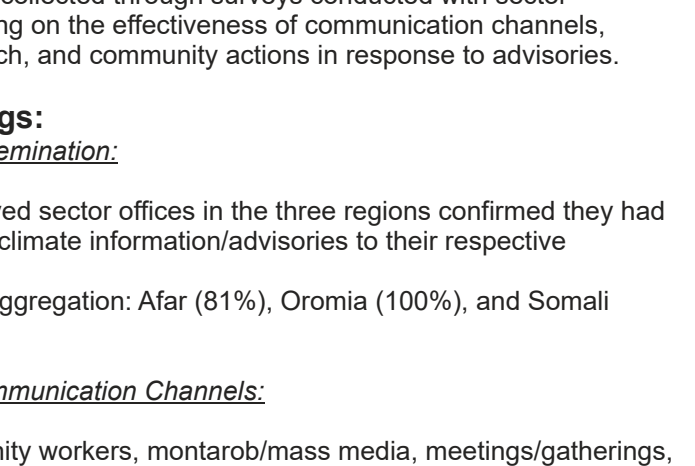 collected through surveys conducted with sector
ng on the effectiveness of communication channels,
ch, and community actions in response to advisories.
gs:
emination:
ved sector offices in the three regions confirmed they had
climate information/advisories to their respective
ggregation: Afar (81%), Oromia (100%), and Somali
mmunication Channels:
nity workers, montarob/mass media, meetings/gatherings,